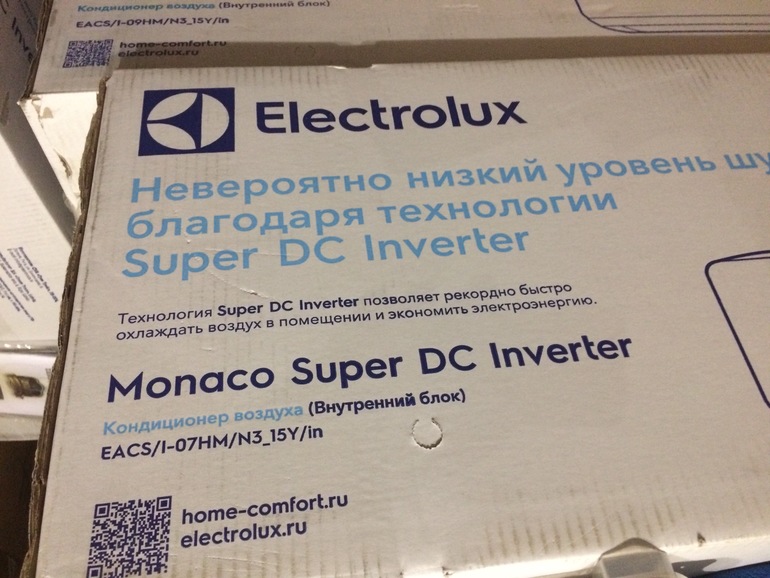 Кондиционер воздуха (Внутренний блок)
EACS/I-09HM/N3_15Y/in
home-comfort.ru
electrolux.ru
Electrolux
Невероятно низкий уровень шу
благодаря технологии
Super DC Inverter
Технология Super DC Inverter позволяет рекордно быстро
охлаждать воздух в помещении и экономить электроэнергию.
Monaco Super DC Inverter
Кондиционер воздуха (Внутренний блок)
EACS/I-07HM/N3_15Y/in
home-comfort.ru
electrolux.ru